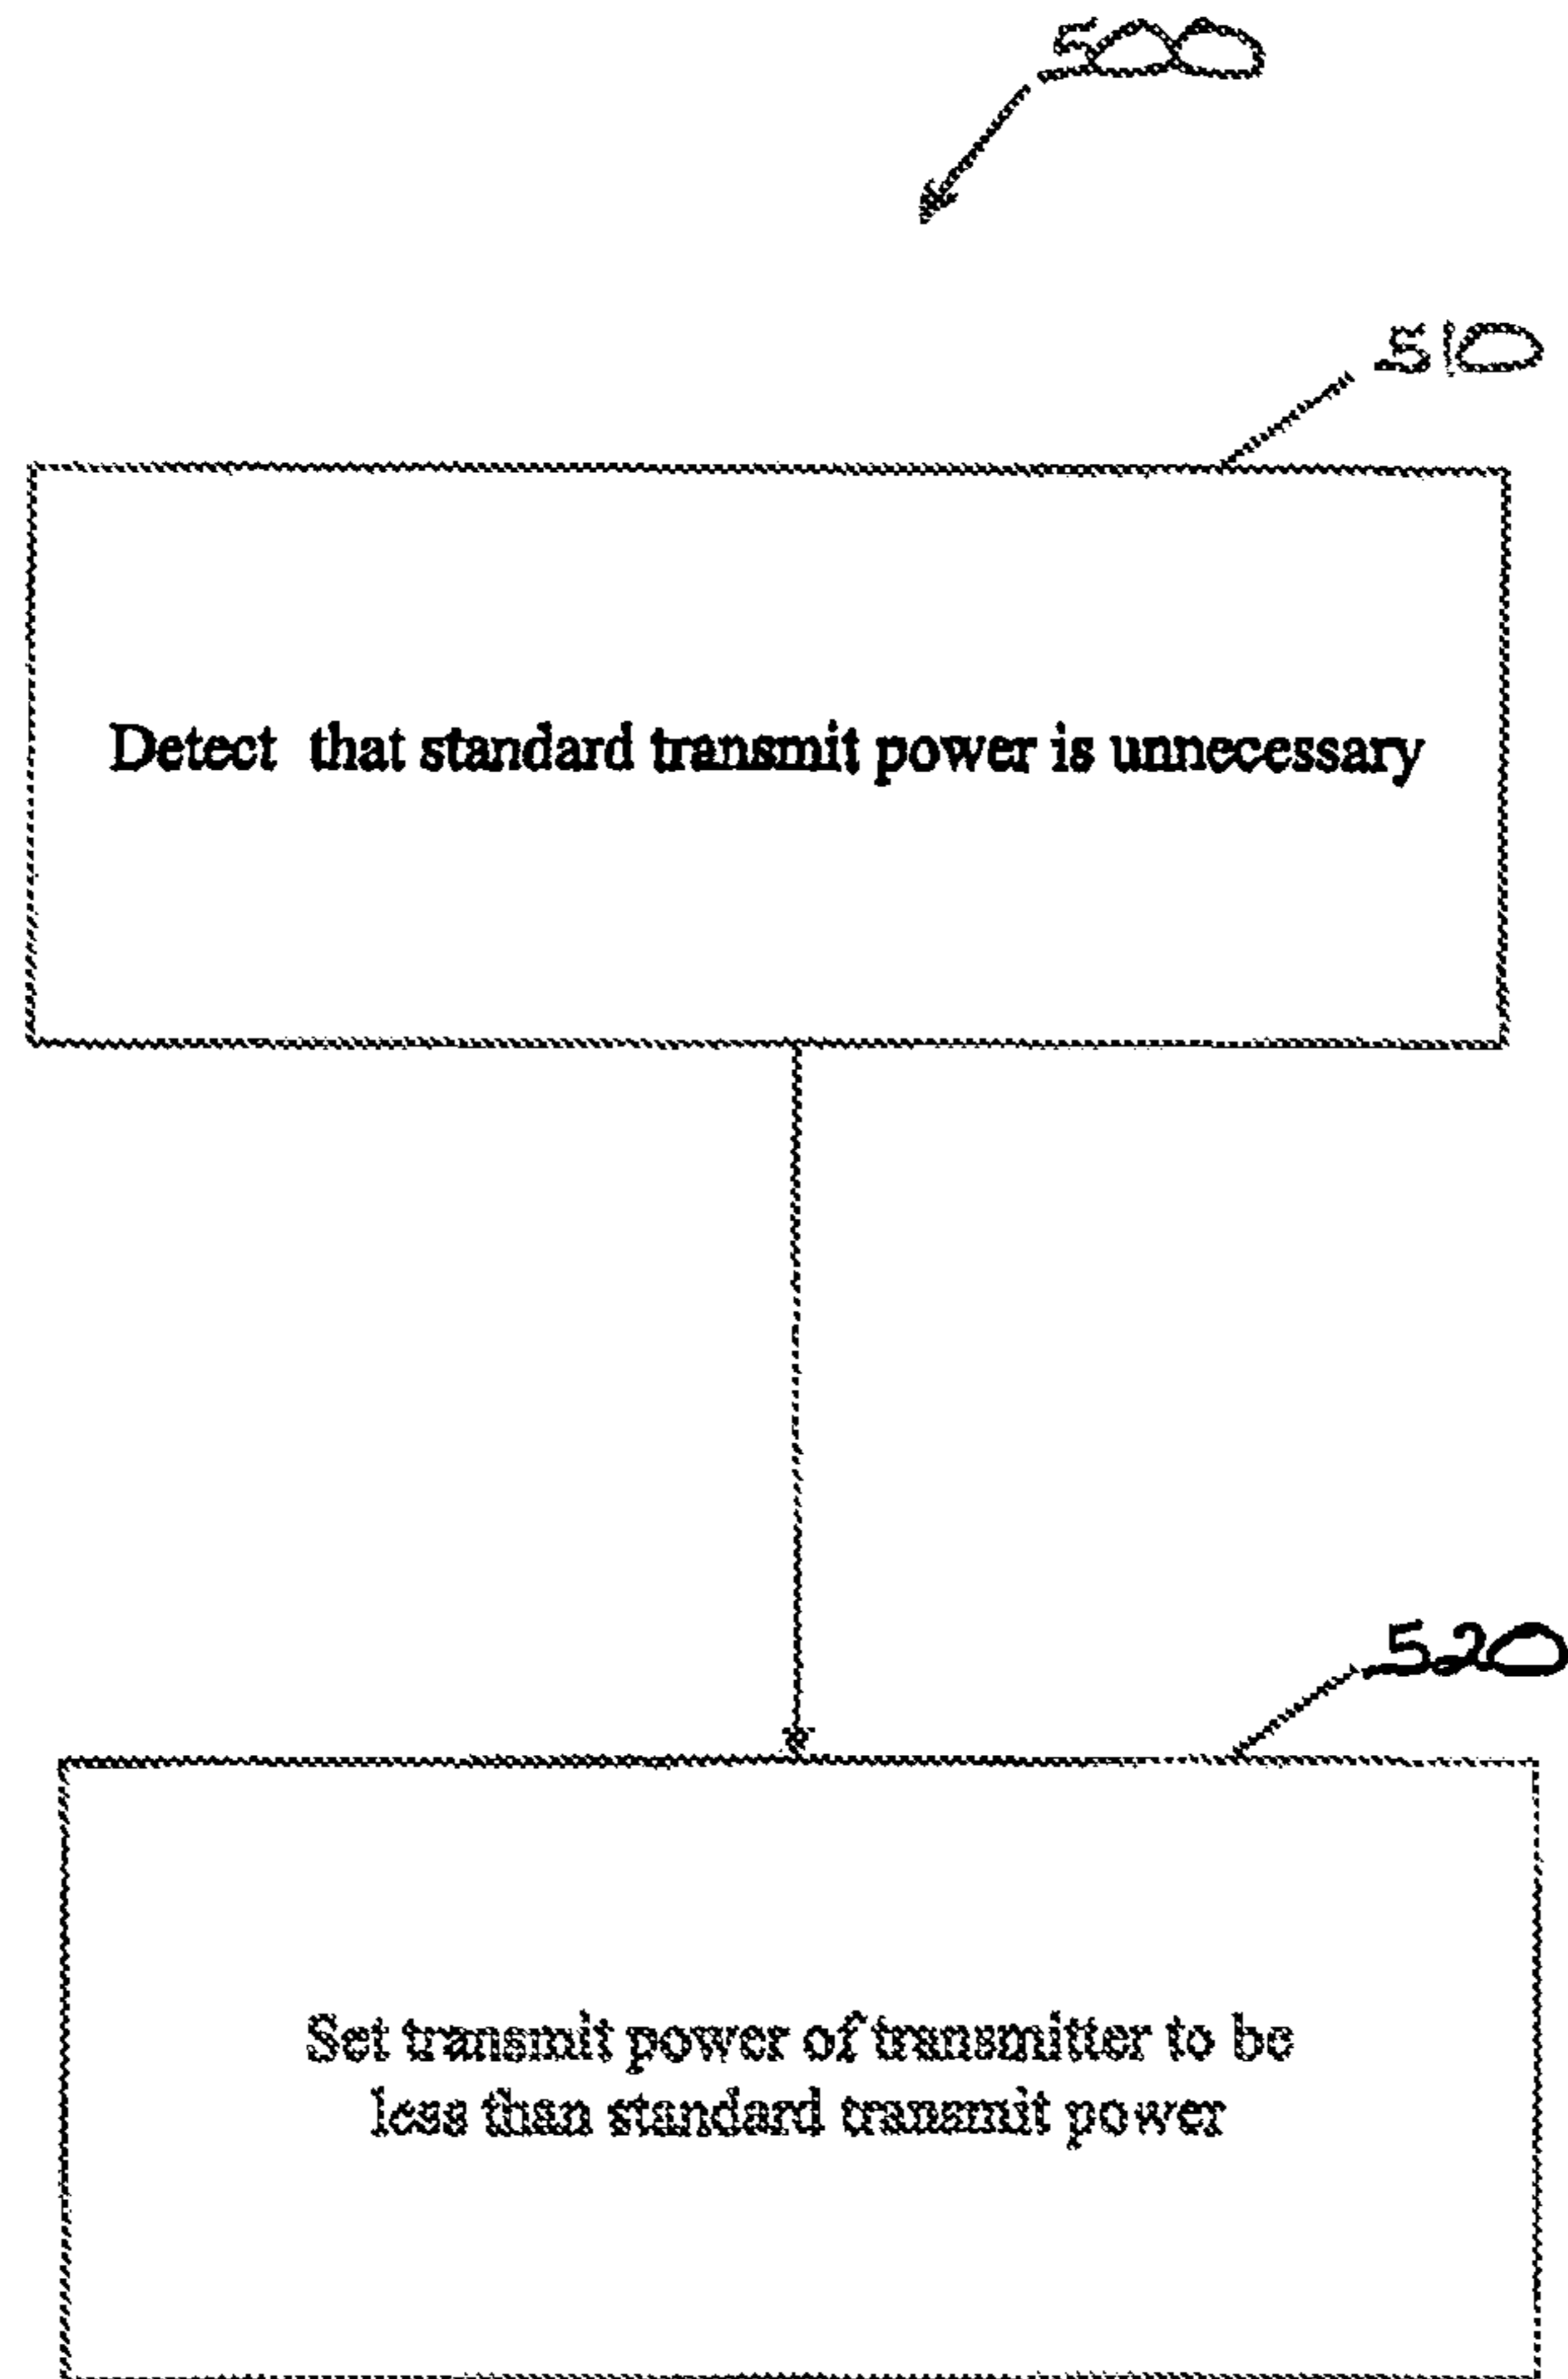 500
510
Detect that standard transmit power is unnecessary
520
Set transmit power of transmitter to be
less than standard transmit power